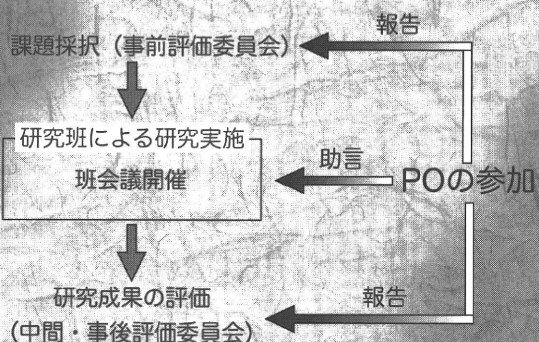 報告
課題採択（事前評価委員会）
研究班による研究実施
助言
班会議開催
POの参加
研究成果の評価
報告
（中間・事後評価委員会）